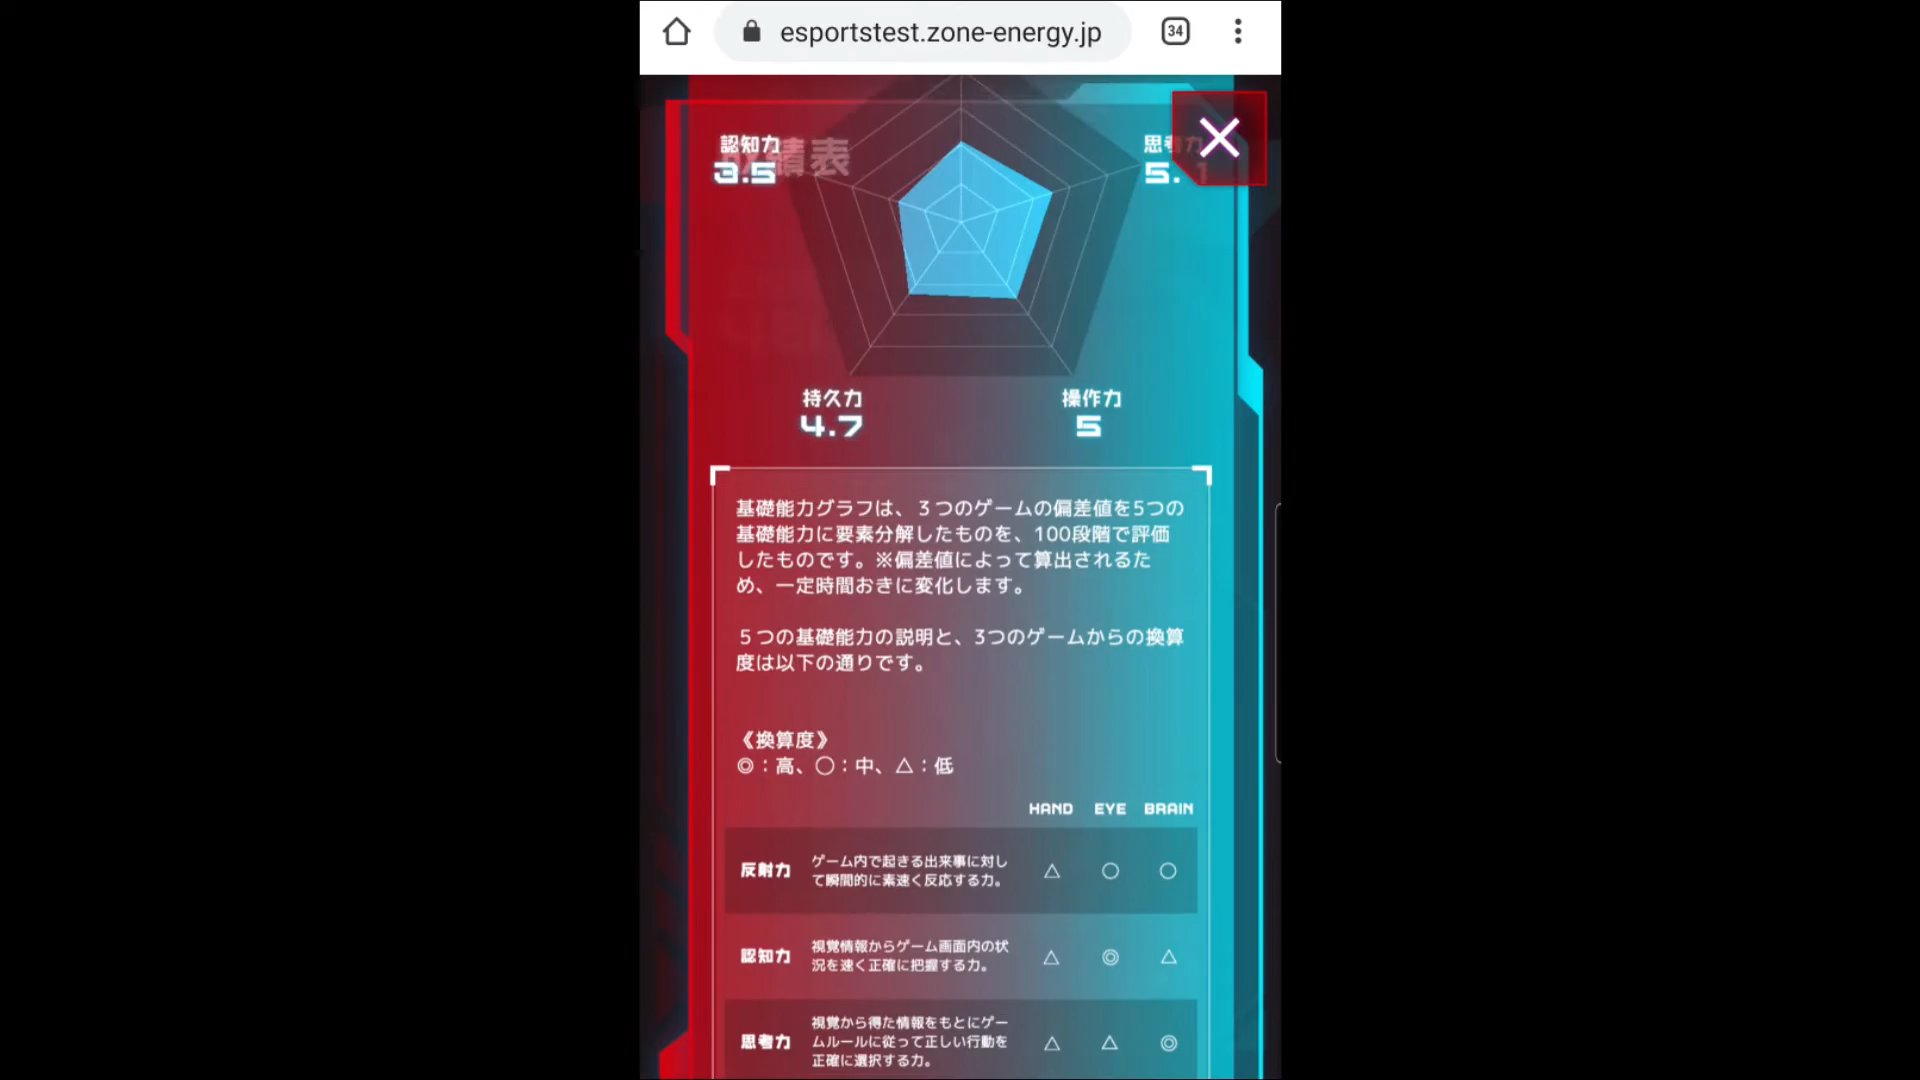 esportstest.zone-energy.jp
34
認知力
3.5
績表
思考力
5.1
持久力
4.7
操作力
5
基礎能力グラフは、３つのゲームの偏差値を5つの
基礎能力に要素分解したものを、100段階で評価
したものです。※偏差値によって算出されるた
め、一定時間おきに変化します。
５つの基礎能力の説明と、3つのゲームからの換算
度は以下の通りです。
《換算度》
◎：高、○：中、△：低
HAND EYE BRAIN
反射力
ゲーム内で起きる出来事に対し
て瞬間的に素速く反応する力。
△ ○ ○
認知力
視覚情報からゲーム画面内の状
況を速く正確に把握する力。
△ ◎ △
思考力
視覚から得た情報をもとにゲー
ムルールに従って正しい行動を
正確に選択する力。
△ △ ◎